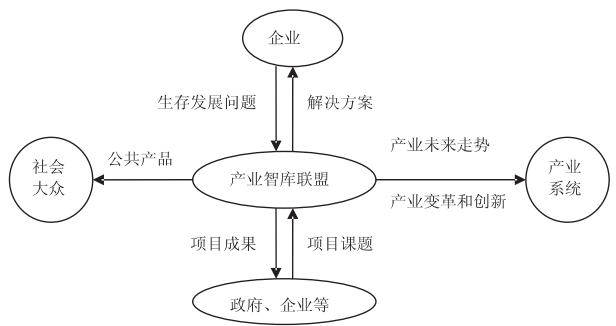 企业
生存发展问题
解决方案
社会
大众
公共产品
产业智库联盟
产业未来走势
产业变革和创新
产业
系统
项目成果
项目课题
政府、企业等